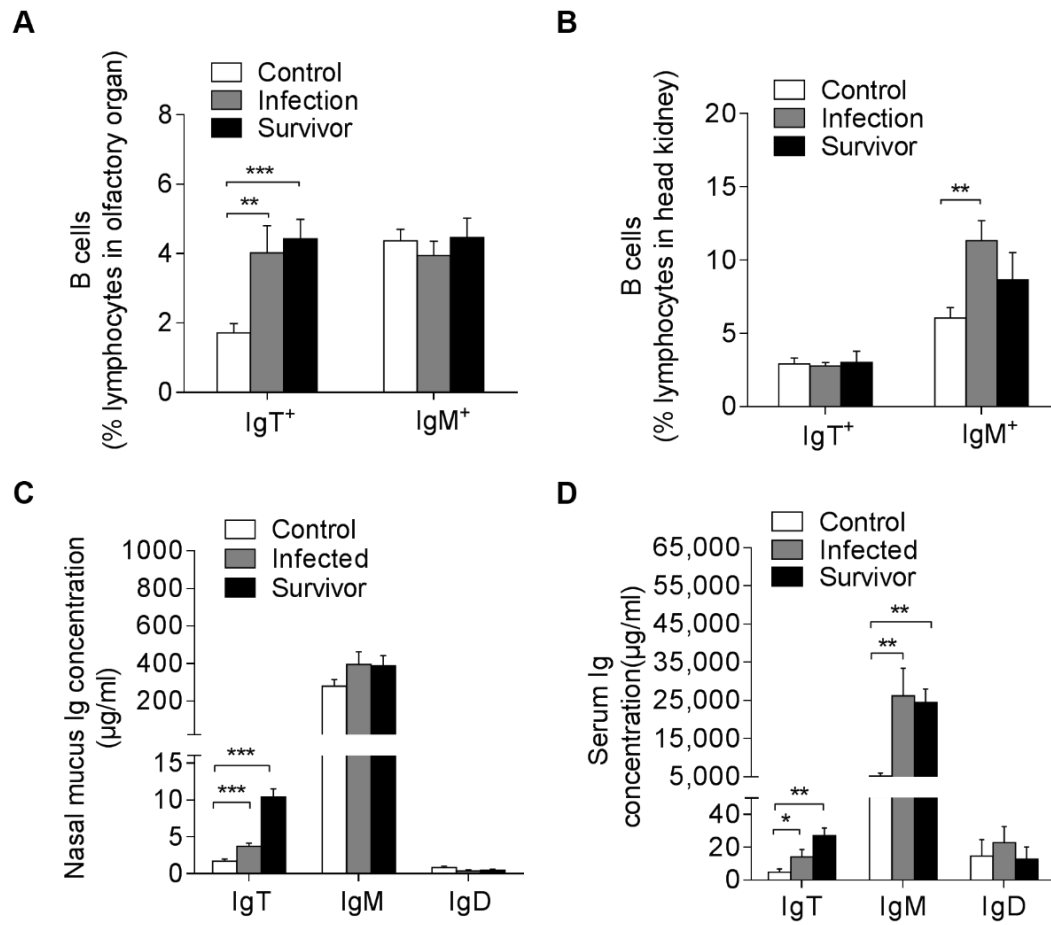 A
B cells
(% lymphocytes in olfactory organ)
Control
Infection
Survivor
8
6
4
2
0
***
**
IgT⁺
IgM⁺
B
B cells
(% lymphocytes in head kidney)
Control
Infection
Survivor
20
15
10
5
0
**
IgT⁺
IgM⁺
C
Nasal mucus Ig concentration
(µg/ml)
Control
Infected
Survivor
1000
800
600
400
200
15
10
5
0
***
***
IgT
IgM
IgD
D
Serum Ig
concentration(µg/ml)
Control
Infected
Survivor
65,000
55,000
45,000
35,000
25,000
15,000
5,000
40
20
0
**
*
**
**
IgT
IgM
IgD